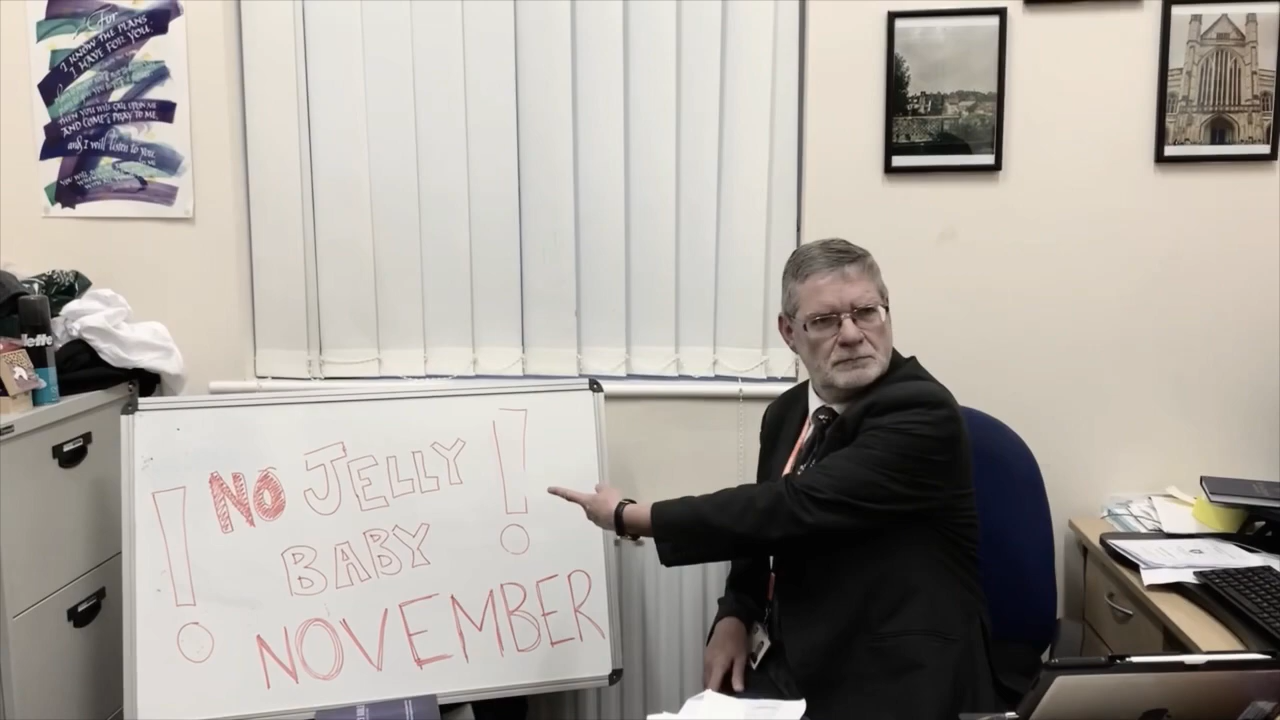 For
I KNOW THE PLANS
I HAVE FOR YOU,
THEN YOU WILL CALL UPON ME
AND COME & PRAY TO ME,
and I will listen to you.
! NO JELLY !
BABY
NOVEMBER